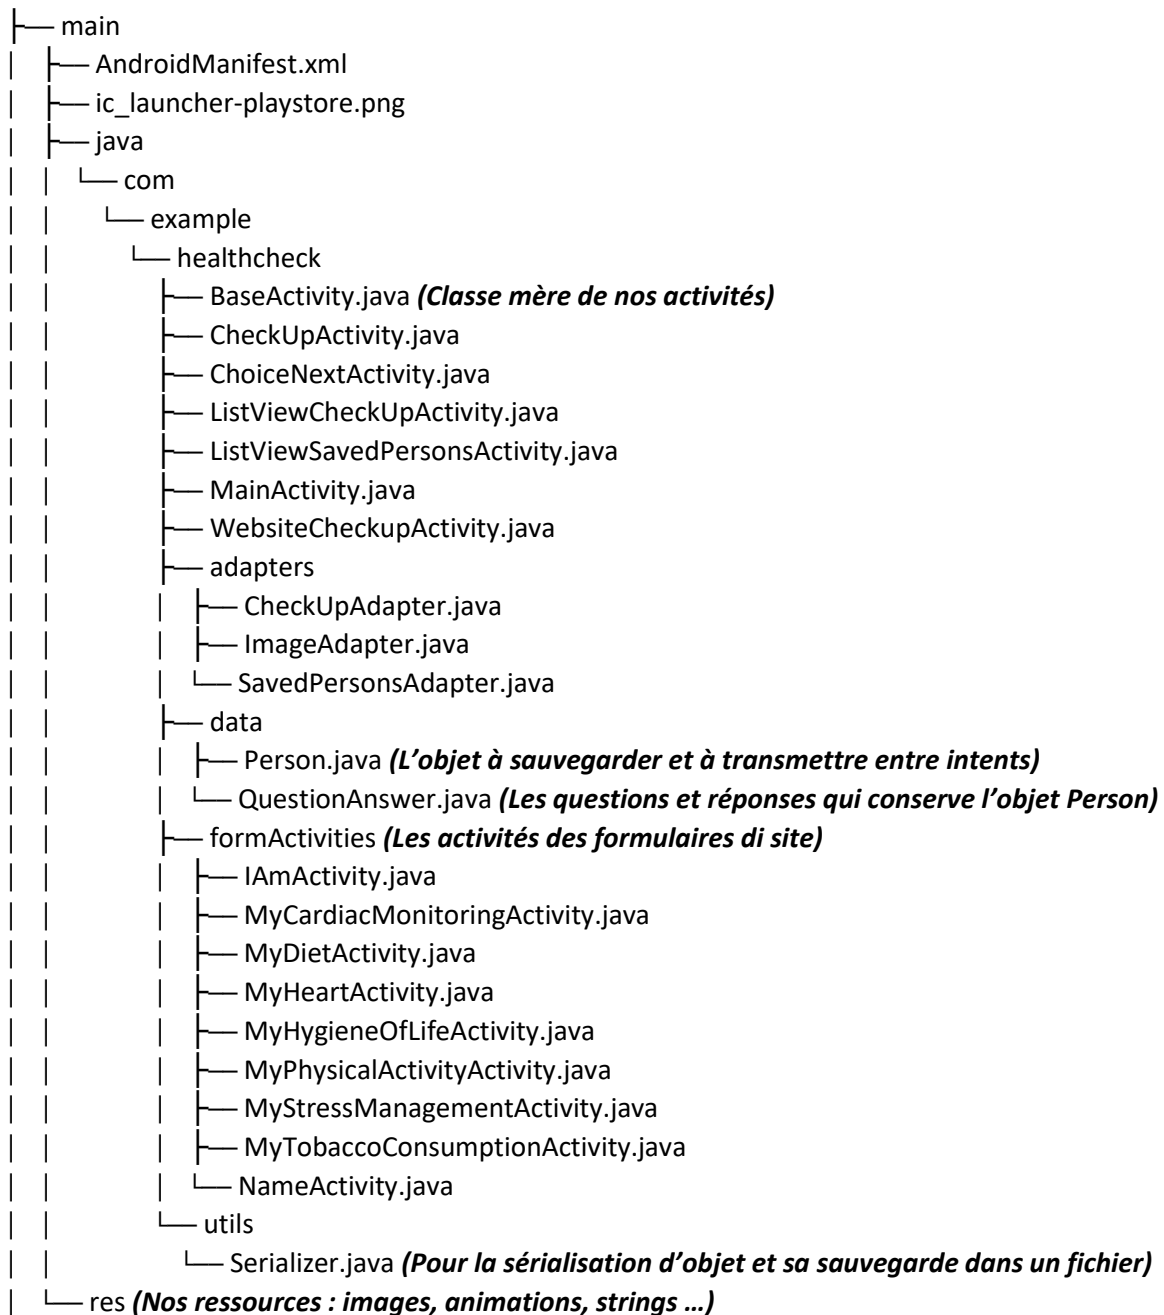 ├── main
│   ├── AndroidManifest.xml
│   ├── ic_launcher-playstore.png
│   ├── java
│   │   └── com
│   │       └── example
│   │           └── healthcheck
│   │               ├── BaseActivity.java (Classe mère de nos activités)
│   │               ├── CheckUpActivity.java
│   │               ├── ChoiceNextActivity.java
│   │               ├── ListViewCheckUpActivity.java
│   │               ├── ListViewSavedPersonsActivity.java
│   │               ├── MainActivity.java
│   │               ├── WebsiteCheckupActivity.java
│   │               ├── adapters
│   │               │   ├── CheckUpAdapter.java
│   │               │   ├── ImageAdapter.java
│   │               │   └── SavedPersonsAdapter.java
│   │               ├── data
│   │               │   ├── Person.java (L’objet à sauvegarder et à transmettre entre intents)
│   │               │   └── QuestionAnswer.java (Les questions et réponses qui conserve l’objet Person)
│   │               ├── formActivities (Les activités des formulaires di site)
│   │               │   ├── IAmActivity.java
│   │               │   ├── MyCardiacMonitoringActivity.java
│   │               │   ├── MyDietActivity.java
│   │               │   ├── MyHeartActivity.java
│   │               │   ├── MyHygieneOfLifeActivity.java
│   │               │   ├── MyPhysicalActivityActivity.java
│   │               │   ├── MyStressManagementActivity.java
│   │               │   ├── MyTobaccoConsumptionActivity.java
│   │               │   └── NameActivity.java
│   │               └── utils
│   │                   └── Serializer.java (Pour la sérialisation d’objet et sa sauvegarde dans un fichier)
│   └── res (Nos ressources : images, animations, strings …)